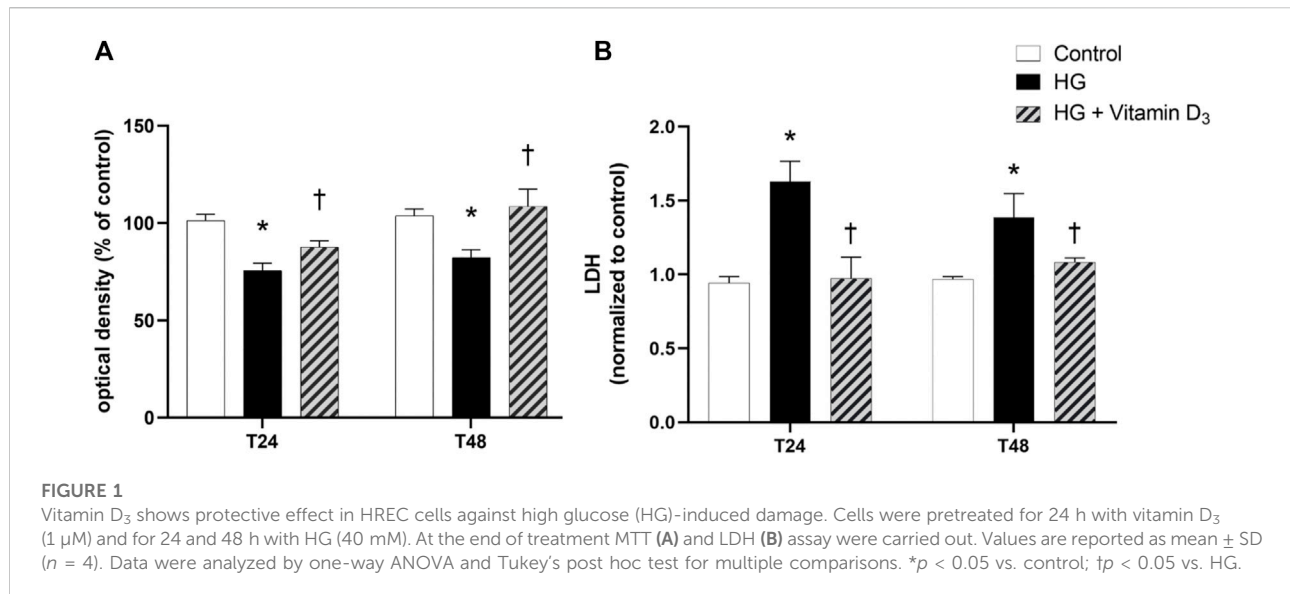 A
B
Control
HG
HG + Vitamin D₃
optical density (% of control)
150
100
50
0
*
†
*
†
T24
T48
LDH
(normalized to control)
2.0
1.5
1.0
0.5
0.0
*
†
*
†
T24
T48
FIGURE 1
Vitamin D₃ shows protective effect in HREC cells against high glucose (HG)-induced damage. Cells were pretreated for 24 h with vitamin D₃
(1 µM) and for 24 and 48 h with HG (40 mM). At the end of treatment MTT (A) and LDH (B) assay were carried out. Values are reported as mean ± SD
(n = 4). Data were analyzed by one-way ANOVA and Tukey's post hoc test for multiple comparisons. *p < 0.05 vs. control; †p < 0.05 vs. HG.